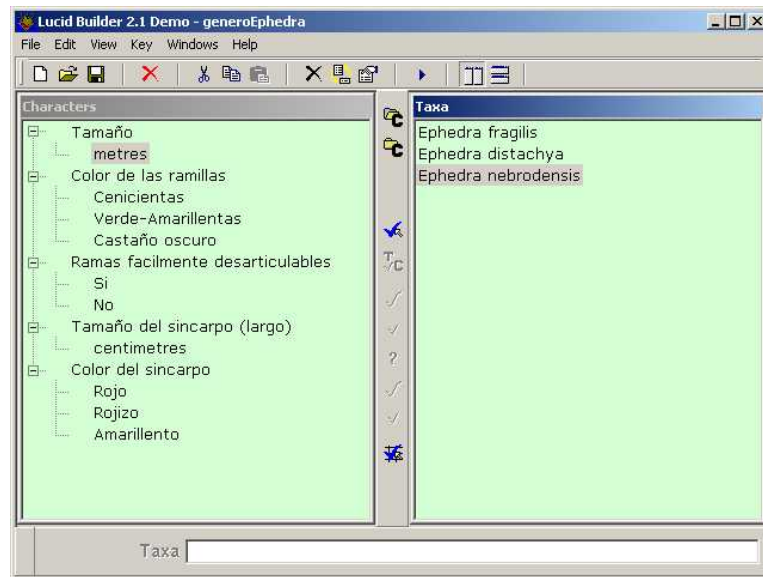 Lucid Builder 2.1 Demo - generoEphedra
File Edit View Key Windows Help
Characters
Tamaño
metres
Color de las ramillas
Cenicientas
Verde-Amarillentas
Castaño oscuro
Ramas facilmente desarticulables
Si
No
Tamaño del sincarpo (largo)
centimetres
Color del sincarpo
Rojo
Rojizo
Amarillento
C
C
T/C
?
Taxa
Ephedra fragilis
Ephedra distachya
Ephedra nebrodensis
Taxa